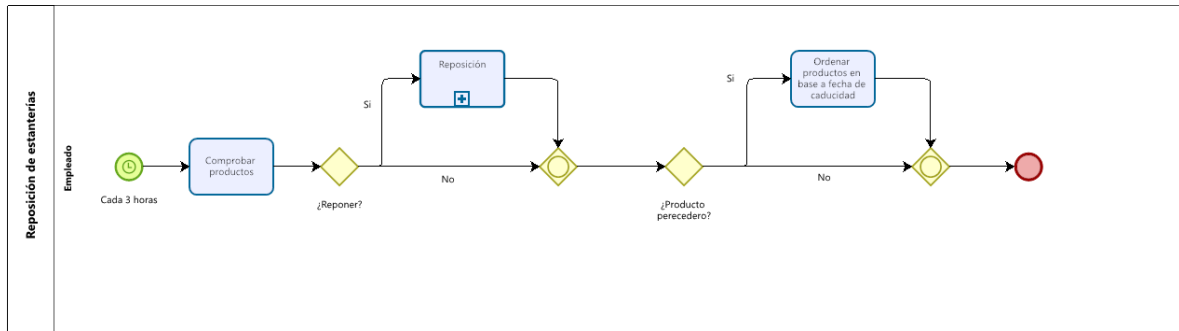 Reposición de estanterías
Empleado
Cada 3 horas
Comprobar
productos
¿Reponer?
Si
No
Reposición
¿Producto
perecedero?
Si
No
Ordenar
productos en
base a fecha de
caducidad